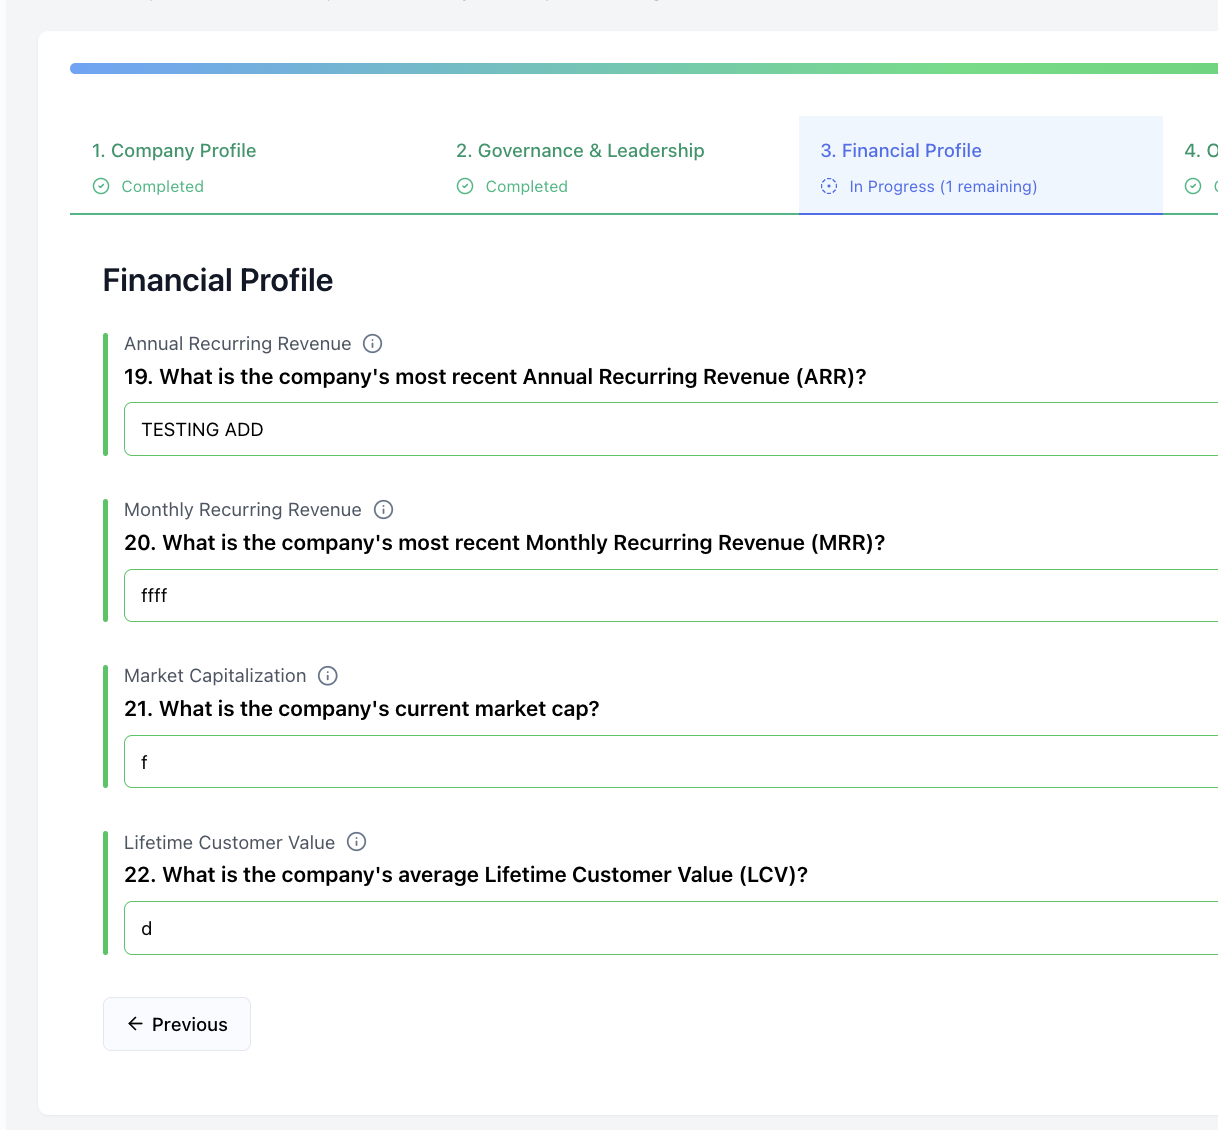 1. Company Profile
Completed
2. Governance & Leadership
Completed
3. Financial Profile
In Progress (1 remaining)
4.
Financial Profile
Annual Recurring Revenue
19. What is the company's most recent Annual Recurring Revenue (ARR)?
TESTING ADD
Monthly Recurring Revenue
20. What is the company's most recent Monthly Recurring Revenue (MRR)?
ffff
Market Capitalization
21. What is the company's current market cap?
f
Lifetime Customer Value
22. What is the company's average Lifetime Customer Value (LCV)?
d
← Previous